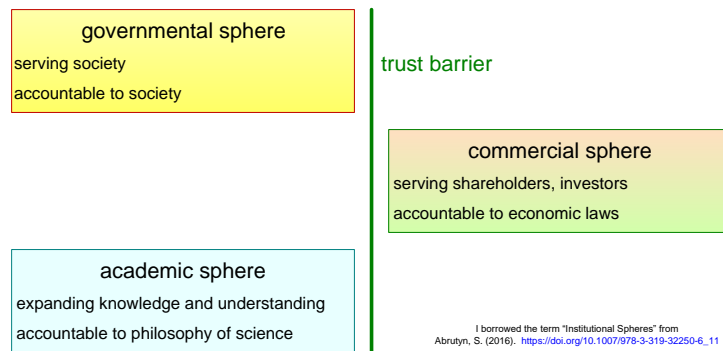 governmental sphere
serving society
accountable to society
trust barrier
commercial sphere
serving shareholders, investors
accountable to economic laws
academic sphere
expanding knowledge and understanding
accountable to philosophy of science
I borrowed the term “Institutional Spheres” from
Abrutyn, S. (2016). https://doi.org/10.1007/978-3-319-32250-6_11